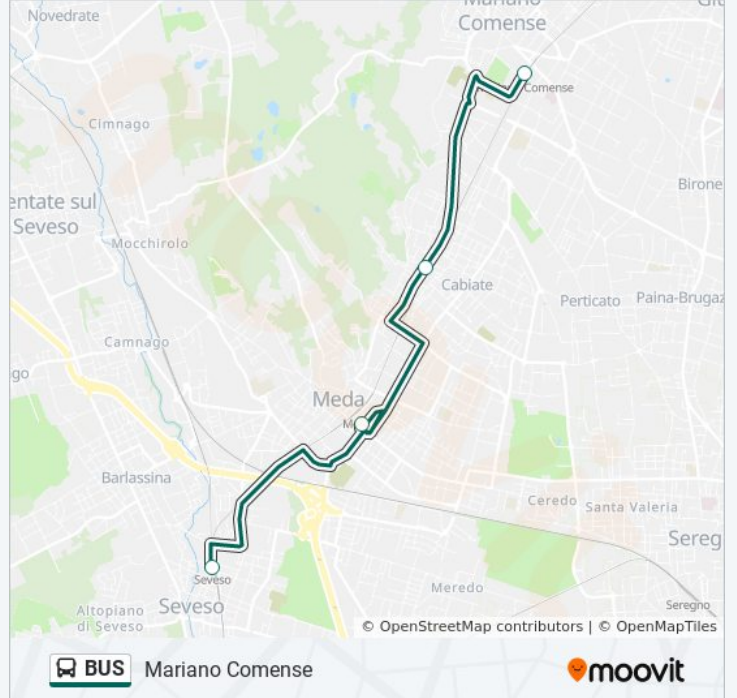 Novedrate
Mariano
Comense
Comense
Cimnago
Birone
entate sul
Seveso
Mocchirolo
Cabiate
Perticato
Paina-Brugaz
Camnago
go
Meda
Barlassina
Ceredo
Santa Valeria
Sereg
Seveso
Meredo
Seveso
Seregno
Altopiano
di Seveso
© OpenStreetMap contributors | © OpenMapTiles
BUS
Mariano Comense
moovit